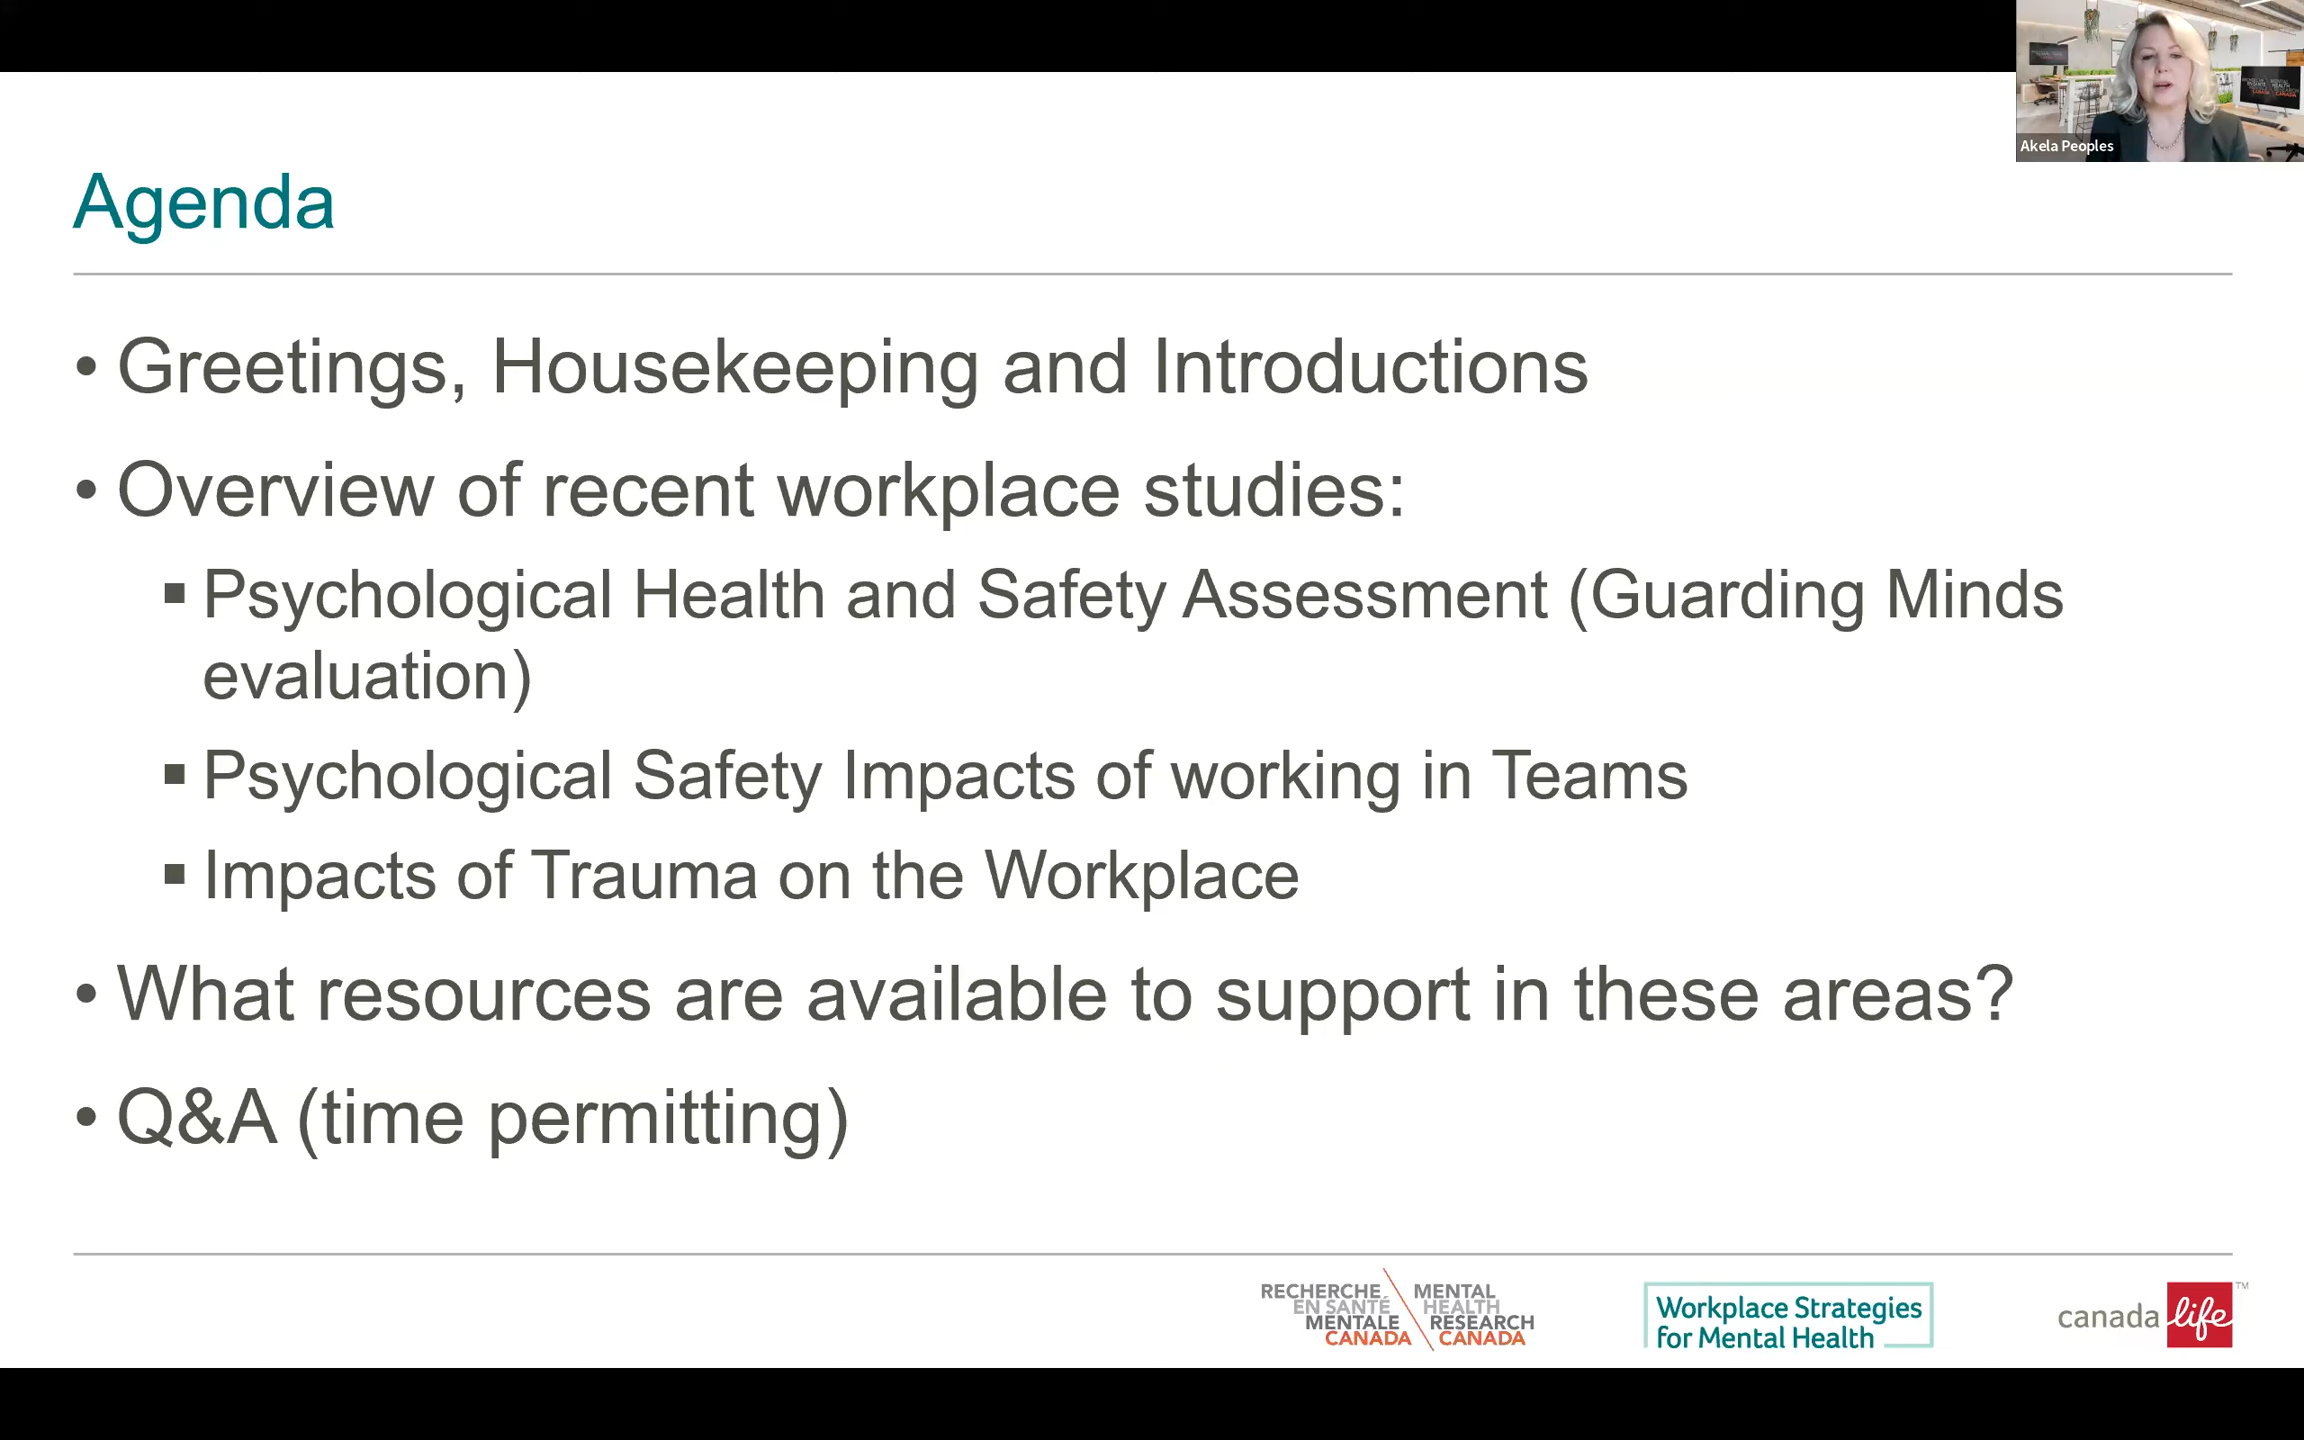 Akela Peoples
Agenda
• Greetings, Housekeeping and Introductions
• Overview of recent workplace studies:
▪ Psychological Health and Safety Assessment (Guarding Minds
evaluation)
▪ Psychological Safety Impacts of working in Teams
▪ Impacts of Trauma on the Workplace
• What resources are available to support in these areas?
• Q&A (time permitting)
RECHERCHE
EN SANTÉ
MENTALE
CANADA
MENTAL
HEALTH
RESEARCH
CANADA
Workplace Strategies
for Mental Health
canada life ™